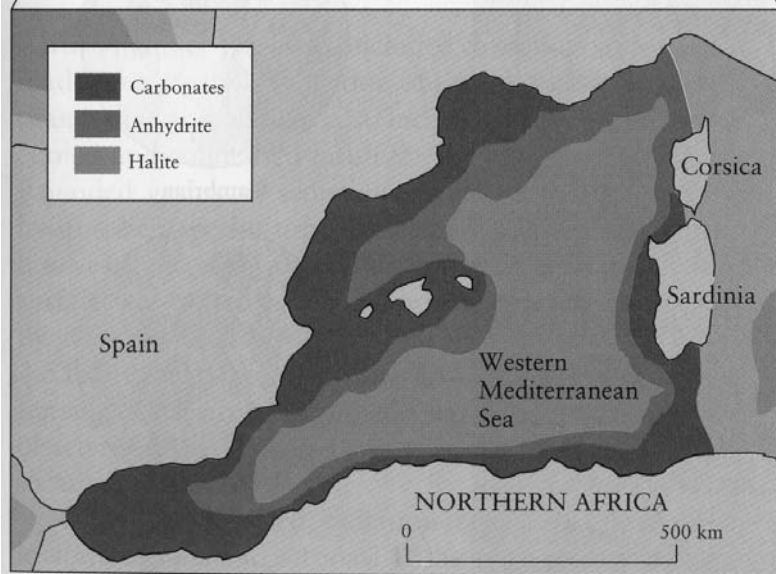 Carbonates
Anhydrite
Halite
Corsica
Sardinia
Spain
Western
Mediterranean
Sea
NORTHERN AFRICA
0
500 km